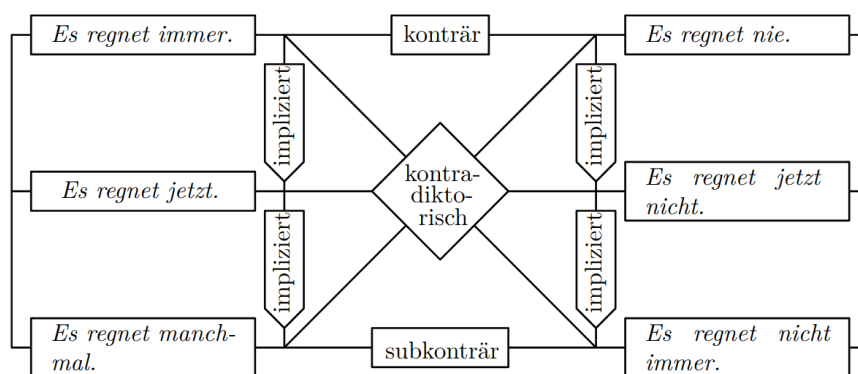 Es regnet immer.
konträr
Es regnet nie.
impliziert
impliziert
Es regnet jetzt.
kontra-
dikto-
risch
Es regnet jetzt
nicht.
impliziert
impliziert
Es regnet manch-
mal.
subkonträr
Es regnet nicht
immer.